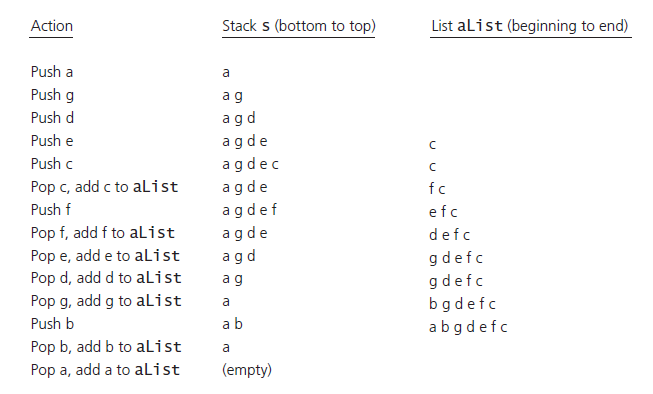 Action Stack s (bottom to top) List aList (beginning to end)
Push a a
Push g a g
Push d a g d
Push e a g d e c
Push c a g d e c c
Pop c, add c to aList a g d e f c
Push f a g d e f e f c
Pop f, add f to aList a g d e d e f c
Pop e, add e to aList a g d g d e f c
Pop d, add d to aList a g g d e f c
Pop g, add g to aList a b g d e f c
Push b a b a b g d e f c
Pop b, add b to aList a
Pop a, add a to aList (empty)